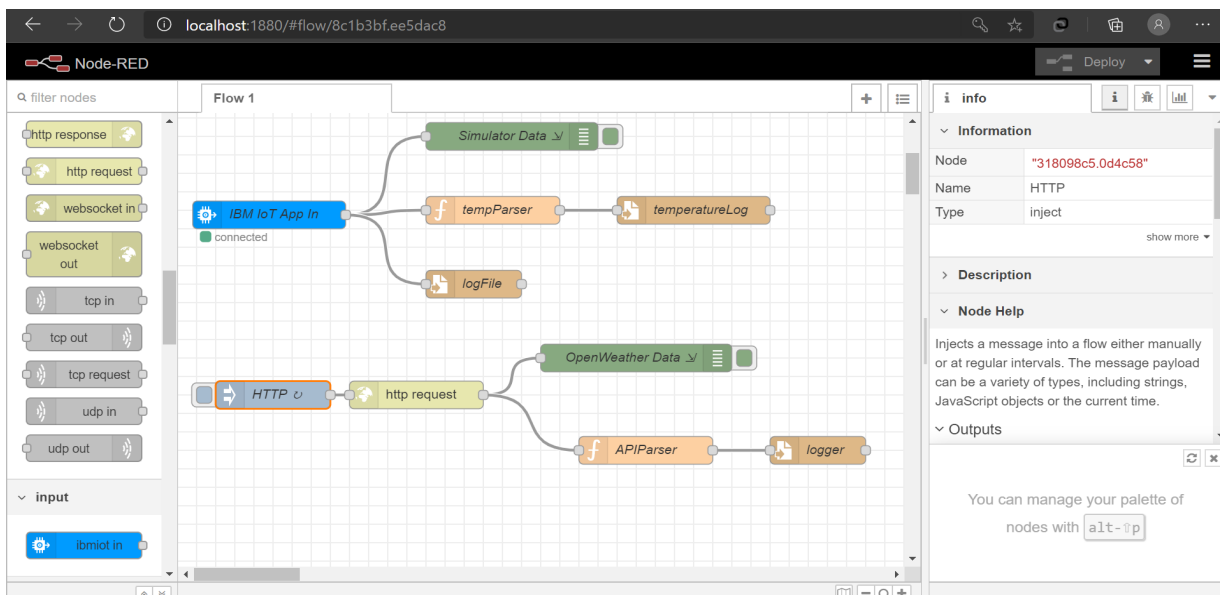 localhost:1880/#flow/8c1b3bf.ee5dac8
Node-RED
Deploy
filter nodes
Flow 1
i info
i
http response
http request
websocket in
websocket
out
tcp in
tcp out
tcp request
udp in
udp out
input
ibmiot in
Simulator Data
IBM IoT App In
connected
f tempParser
temperatureLog
logFile
OpenWeather Data
HTTP ↻
http request
f APIParser
logger
Information
Node "318098c5.0d4c58"
Name HTTP
Type inject
show more
Description
Node Help
Injects a message into a flow either manually
or at regular intervals. The message payload
can be a variety of types, including strings,
JavaScript objects or the current time.
Outputs
You can manage your palette of
nodes with alt-⇧p